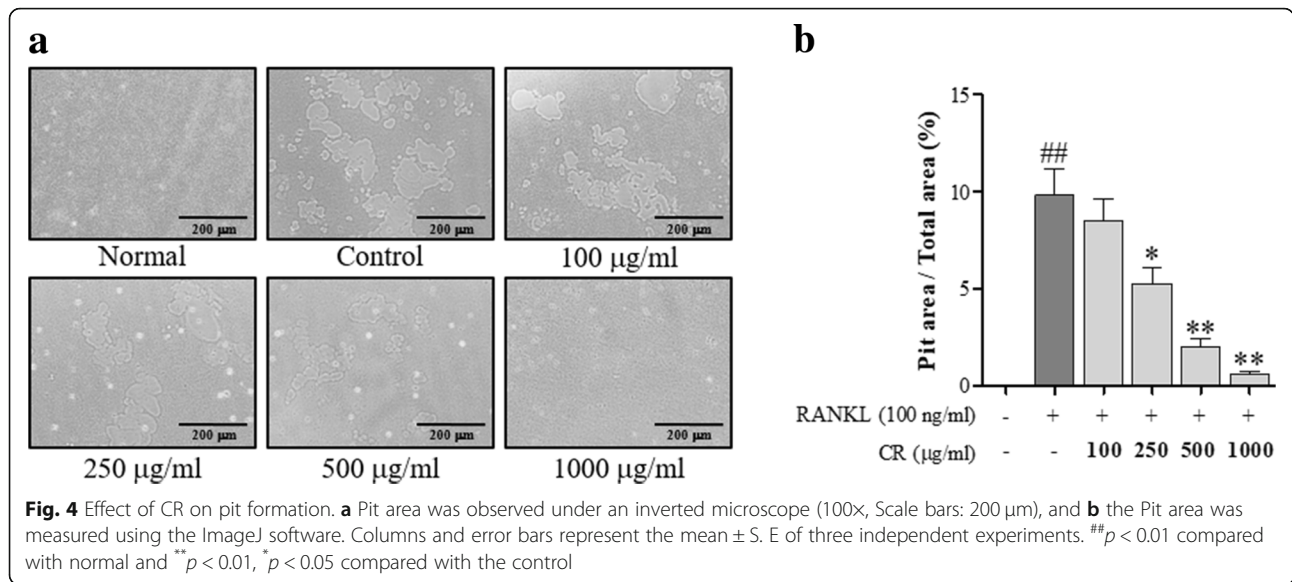 a
200 μm
200 μm
200 μm
Normal
Control
100 μg/ml
200 μm
200 μm
200 μm
250 μg/ml
500 μg/ml
1000 μg/ml
b
Pit area / Total area (%)
15
10
5
0
##
*
**
**
RANKL (100 ng/ml) - + + + + +
CR (μg/ml) - - 100 250 500 1000
Fig. 4 Effect of CR on pit formation. a Pit area was observed under an inverted microscope (100×, Scale bars: 200 μm), and b the Pit area was
measured using the ImageJ software. Columns and error bars represent the mean ± S. E of three independent experiments. ##p < 0.01 compared
with normal and **p < 0.01, *p < 0.05 compared with the control